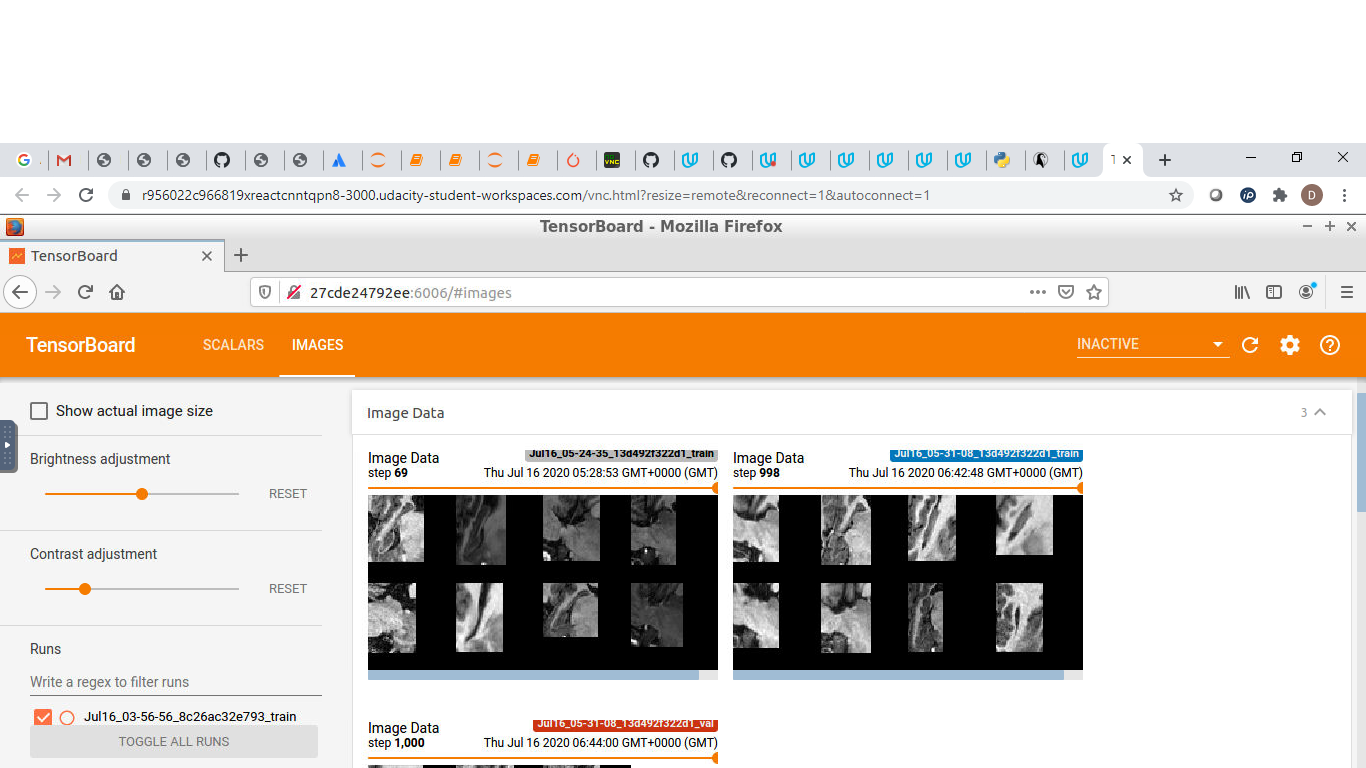 r956022c966819xreactcnntqpn8-3000.udacity-student-workspaces.com/vnc.html?resize=remote&reconnect=1&autoconnect=1
D
TensorBoard - Mozilla Firefox
TensorBoard
27cde24792ee:6006/#images
TensorBoard SCALARS IMAGES INACTIVE
Show actual image size
Brightness adjustment
RESET
Contrast adjustment
RESET
Runs
Write a regex to filter runs
Jul16_03-56-56_8c26ac32e793_train
TOGGLE ALL RUNS
Image Data 3
Image Data Jul16_05-24-35_13d492f322d1_train
step 69 Thu Jul 16 2020 05:28:53 GMT+0000 (GMT)
Image Data Jul16_05-31-08_13d492f322d1_train
step 998 Thu Jul 16 2020 06:42:48 GMT+0000 (GMT)
Image Data Jul16_05-31-08_13d492f322d1_val
step 1,000 Thu Jul 16 2020 06:44:00 GMT+0000 (GMT)